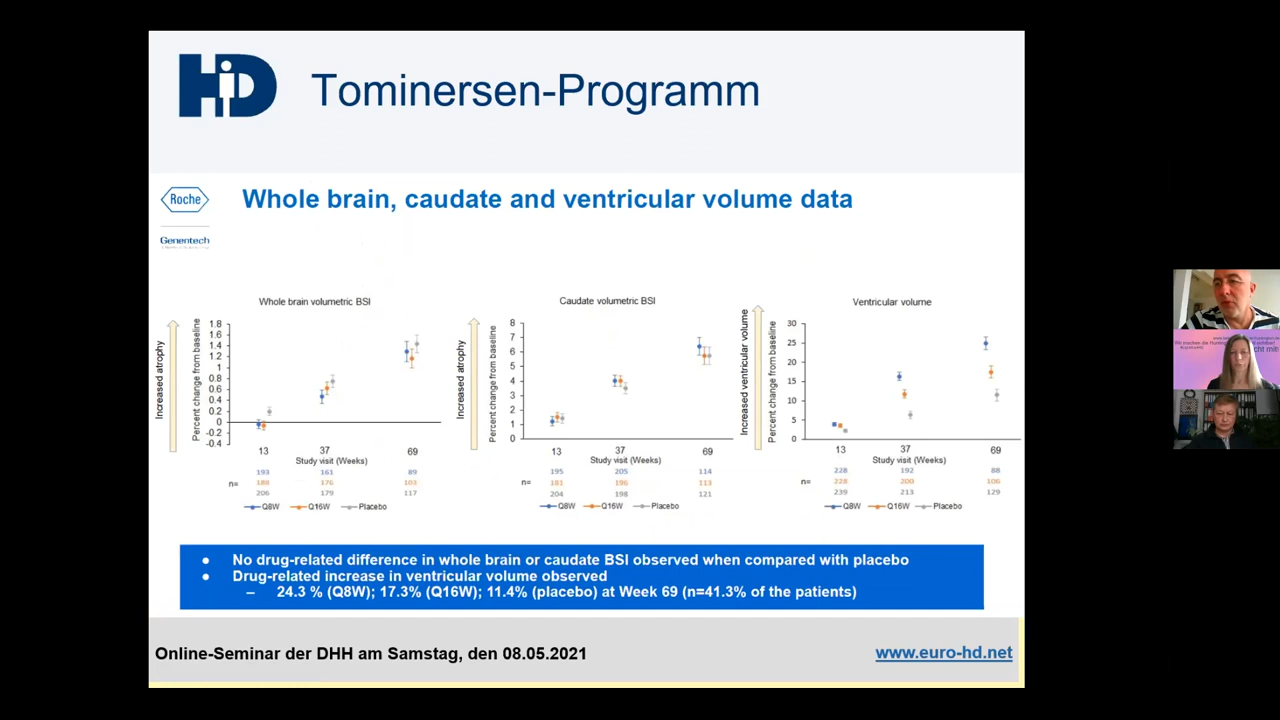 HD
Tominersen-Programm
Roche
Genentech
Whole brain, caudate and ventricular volume data
Whole brain volumetric BSI
Increased atrophy
Percent change from baseline
1.8
1.6
1.4
1.2
1
0.8
0.6
0.4
0.2
0
-0.2
-0.4
13 37 69
Study visit (Weeks)
n=
193 161 89
188 176 103
206 179 117
Q8W Q16W Placebo
Caudate volumetric BSI
Increased atrophy
Percent change from baseline
8
7
6
5
4
3
2
1
0
13 37 69
Study visit (Weeks)
n=
195 205 114
181 196 113
204 198 121
Q8W Q16W Placebo
Ventricular volume
Increased ventricular volume
Percent change from baseline
30
25
20
15
10
5
0
13 37 69
Study visit (Weeks)
n=
228 192 88
228 200 106
239 213 129
Q8W Q16W Placebo
● No drug-related difference in whole brain or caudate BSI observed when compared with placebo
● Drug-related increase in ventricular volume observed
– 24.3 % (Q8W); 17.3% (Q16W); 11.4% (placebo) at Week 69 (n=41.3% of the patients)
Online-Seminar der DHH am Samstag, den 08.05.2021
www.euro-hd.net